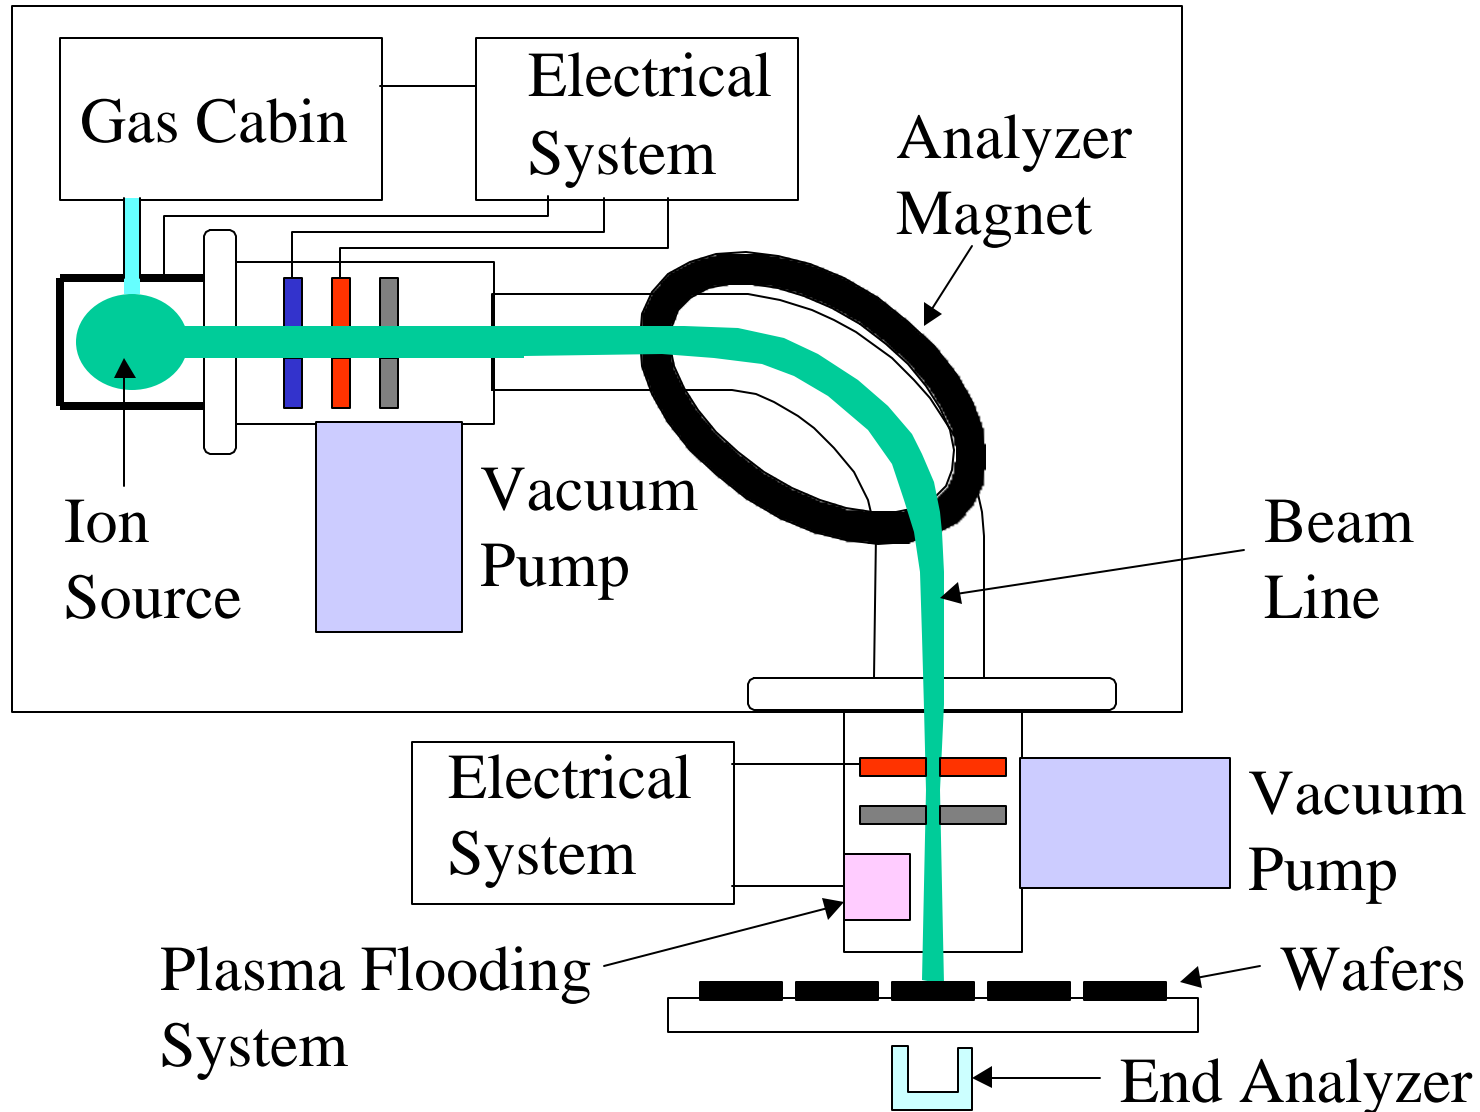 Gas Cabin
Electrical
System
Analyzer
Magnet
Ion
Source
Vacuum
Pump
Beam
Line
Electrical
System
Vacuum
Pump
Plasma Flooding
System
Wafers
End Analyzer